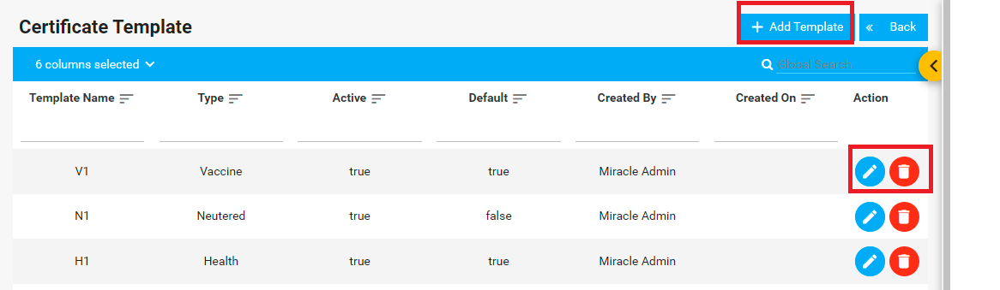 Certificate Template
+ Add Template
« Back
6 columns selected
Global Search
Template Name Type Active Default Created By Created On Action
V1 Vaccine true true Miracle Admin
N1 Neutered true false Miracle Admin
H1 Health true true Miracle Admin